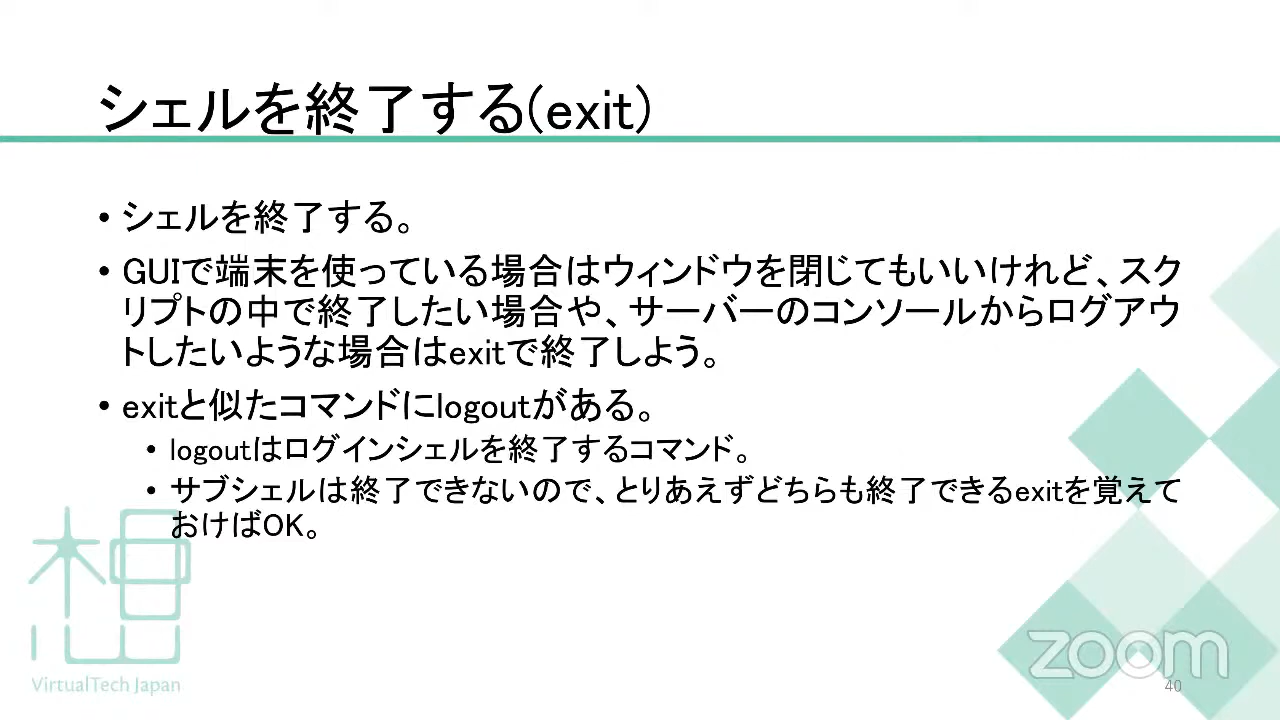 シェルを終了する(exit)
• シェルを終了する。
• GUIで端末を使っている場合はウィンドウを閉じてもいいけれど、スク
リプトの中で終了したい場合や、サーバーのコンソールからログアウ
トしたいような場合はexitで終了しよう。
• exitと似たコマンドにlogoutがある。
• logoutはログインシェルを終了するコマンド。
• サブシェルは終了できないので、とりあえずどちらも終了できるexitを覚えて
おけばOK。
想
VirtualTech Japan
zoom
40